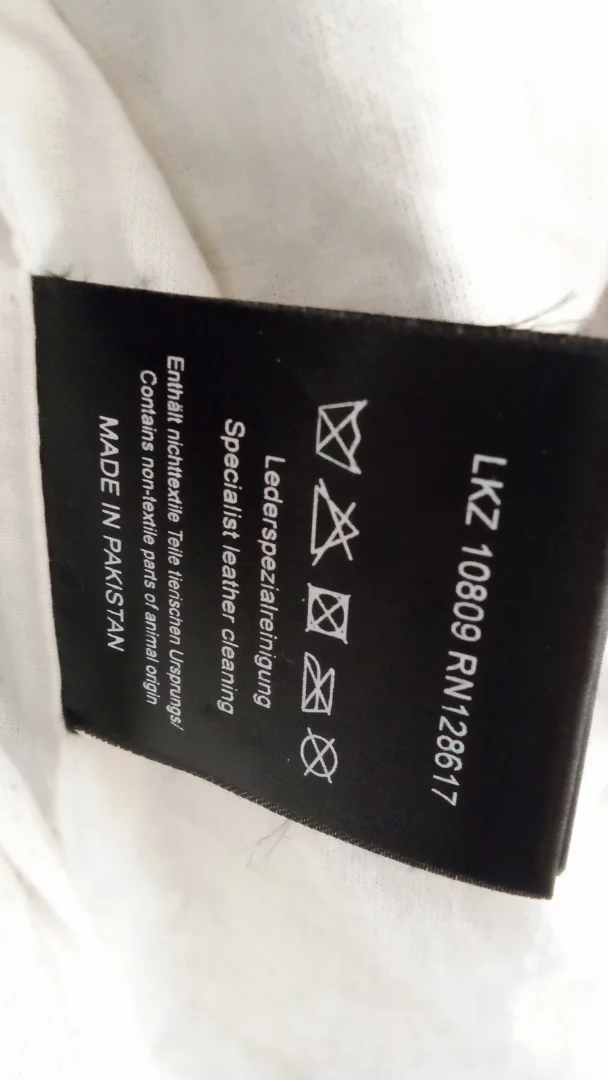 LKZ 10809 RN128617
Lederspezialreinigung
Specialist leather cleaning
Enthält nichttextile Teile tierischen Ursprungs/
Contains non-textile parts of animal origin
MADE IN PAKISTAN